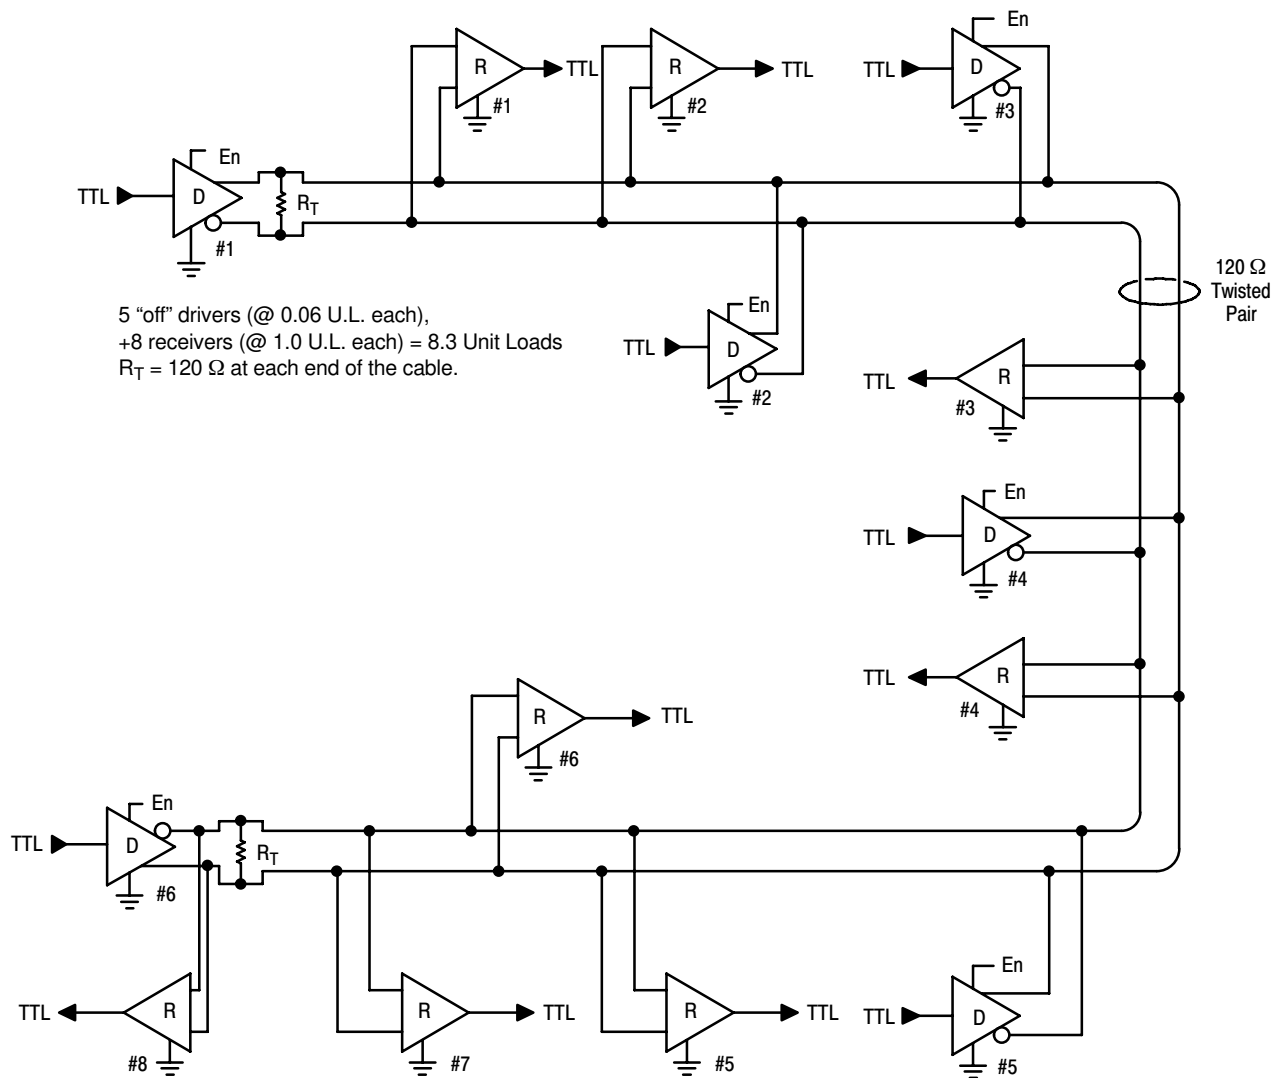 En
R
TTL
#1
R
TTL
#2
TTL
D
#3
En
TTL
D
#1
R_T
120 Ω
Twisted
Pair
5 “off” drivers (@ 0.06 U.L. each),
+8 receivers (@ 1.0 U.L. each) = 8.3 Unit Loads
R_T = 120 Ω at each end of the cable.
En
TTL
D
#2
TTL
R
#3
En
TTL
D
#4
TTL
R
#4
R
TTL
#6
En
TTL
D
#6
R_T
En
TTL
R
#8
R
TTL
#7
R
TTL
#5
TTL
D
#5